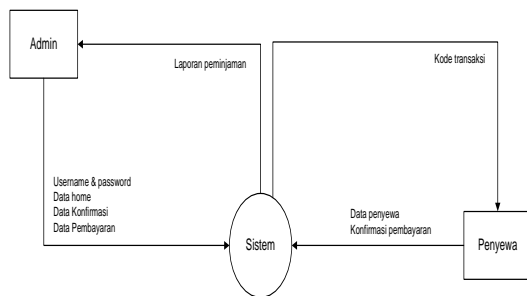 Admin
Laporan peminjaman
Kode transaksi
Username & password
Data home
Data Konfirmasi
Data Pembayaran
Sistem
Data penyewa
Konfirmasi pembayaran
Penyewa